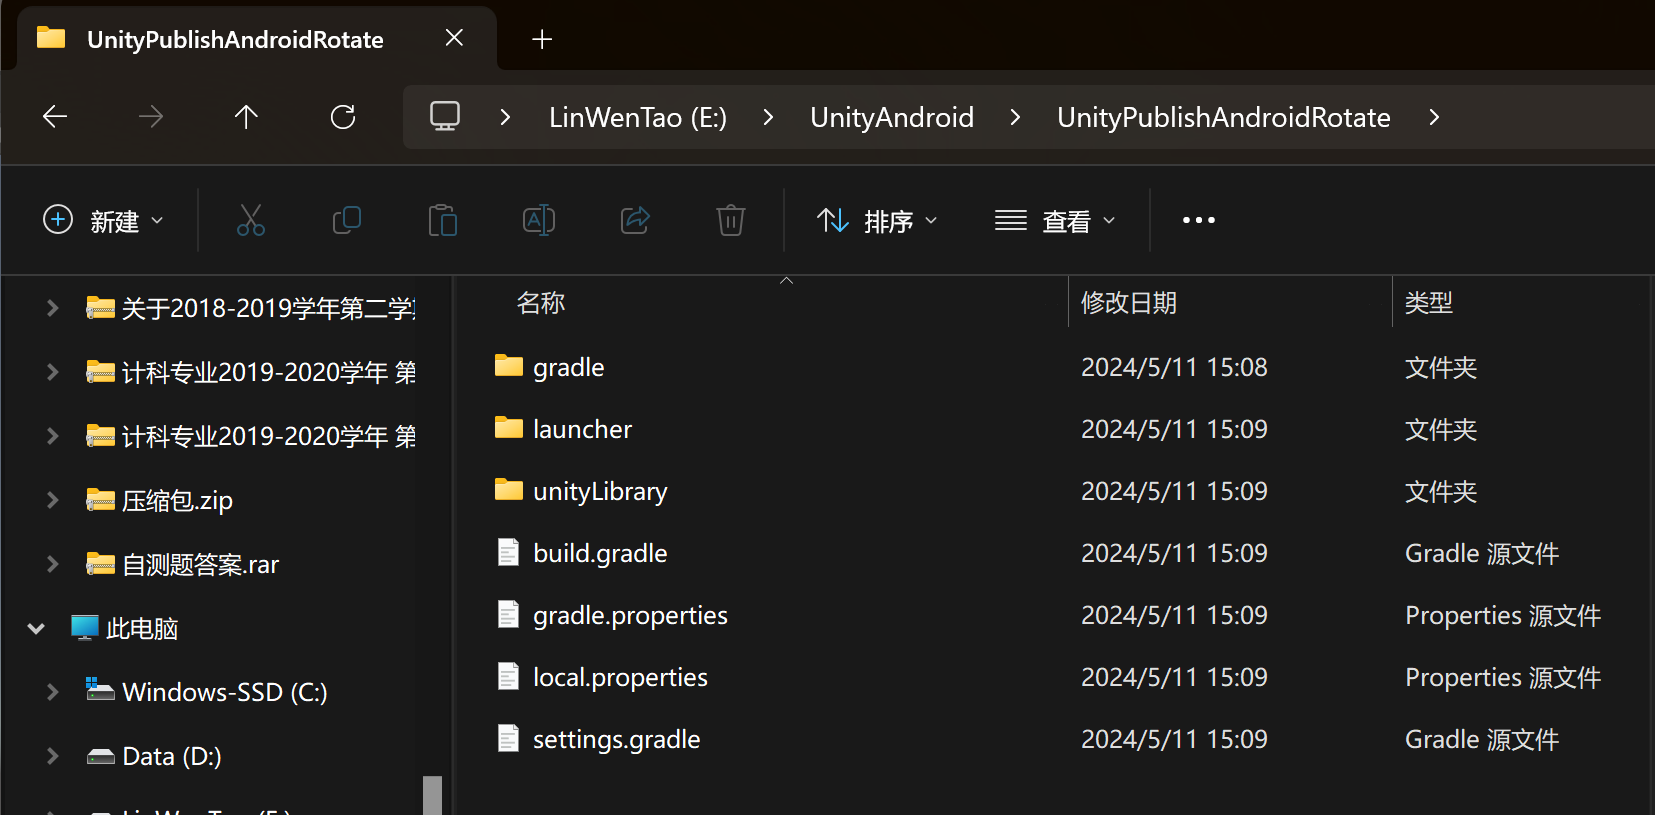 UnityPublishAndroidRotate
LinWenTao (E:) > UnityAndroid > UnityPublishAndroidRotate >
新建 排序 查看
关于2018-2019学年第二学
计科专业2019-2020学年 第
计科专业2019-2020学年 第
压缩包.zip
自测题答案.rar
此电脑
Windows-SSD (C:)
Data (D:)
LinWenTao (E:)
名称 修改日期 类型
gradle 2024/5/11 15:08 文件夹
launcher 2024/5/11 15:09 文件夹
unityLibrary 2024/5/11 15:09 文件夹
build.gradle 2024/5/11 15:09 Gradle 源文件
gradle.properties 2024/5/11 15:09 Properties 源文件
local.properties 2024/5/11 15:09 Properties 源文件
settings.gradle 2024/5/11 15:09 Gradle 源文件